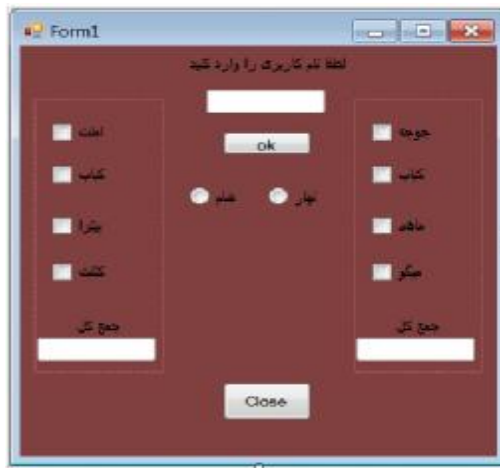 Form1
لطفا نام کاربری را وارد کنید
ok
نهار
شام
جوجه
کباب
ماهی
میگو
جمع کل
املت
کباب
پیتزا
کتلت
جمع کل
Close